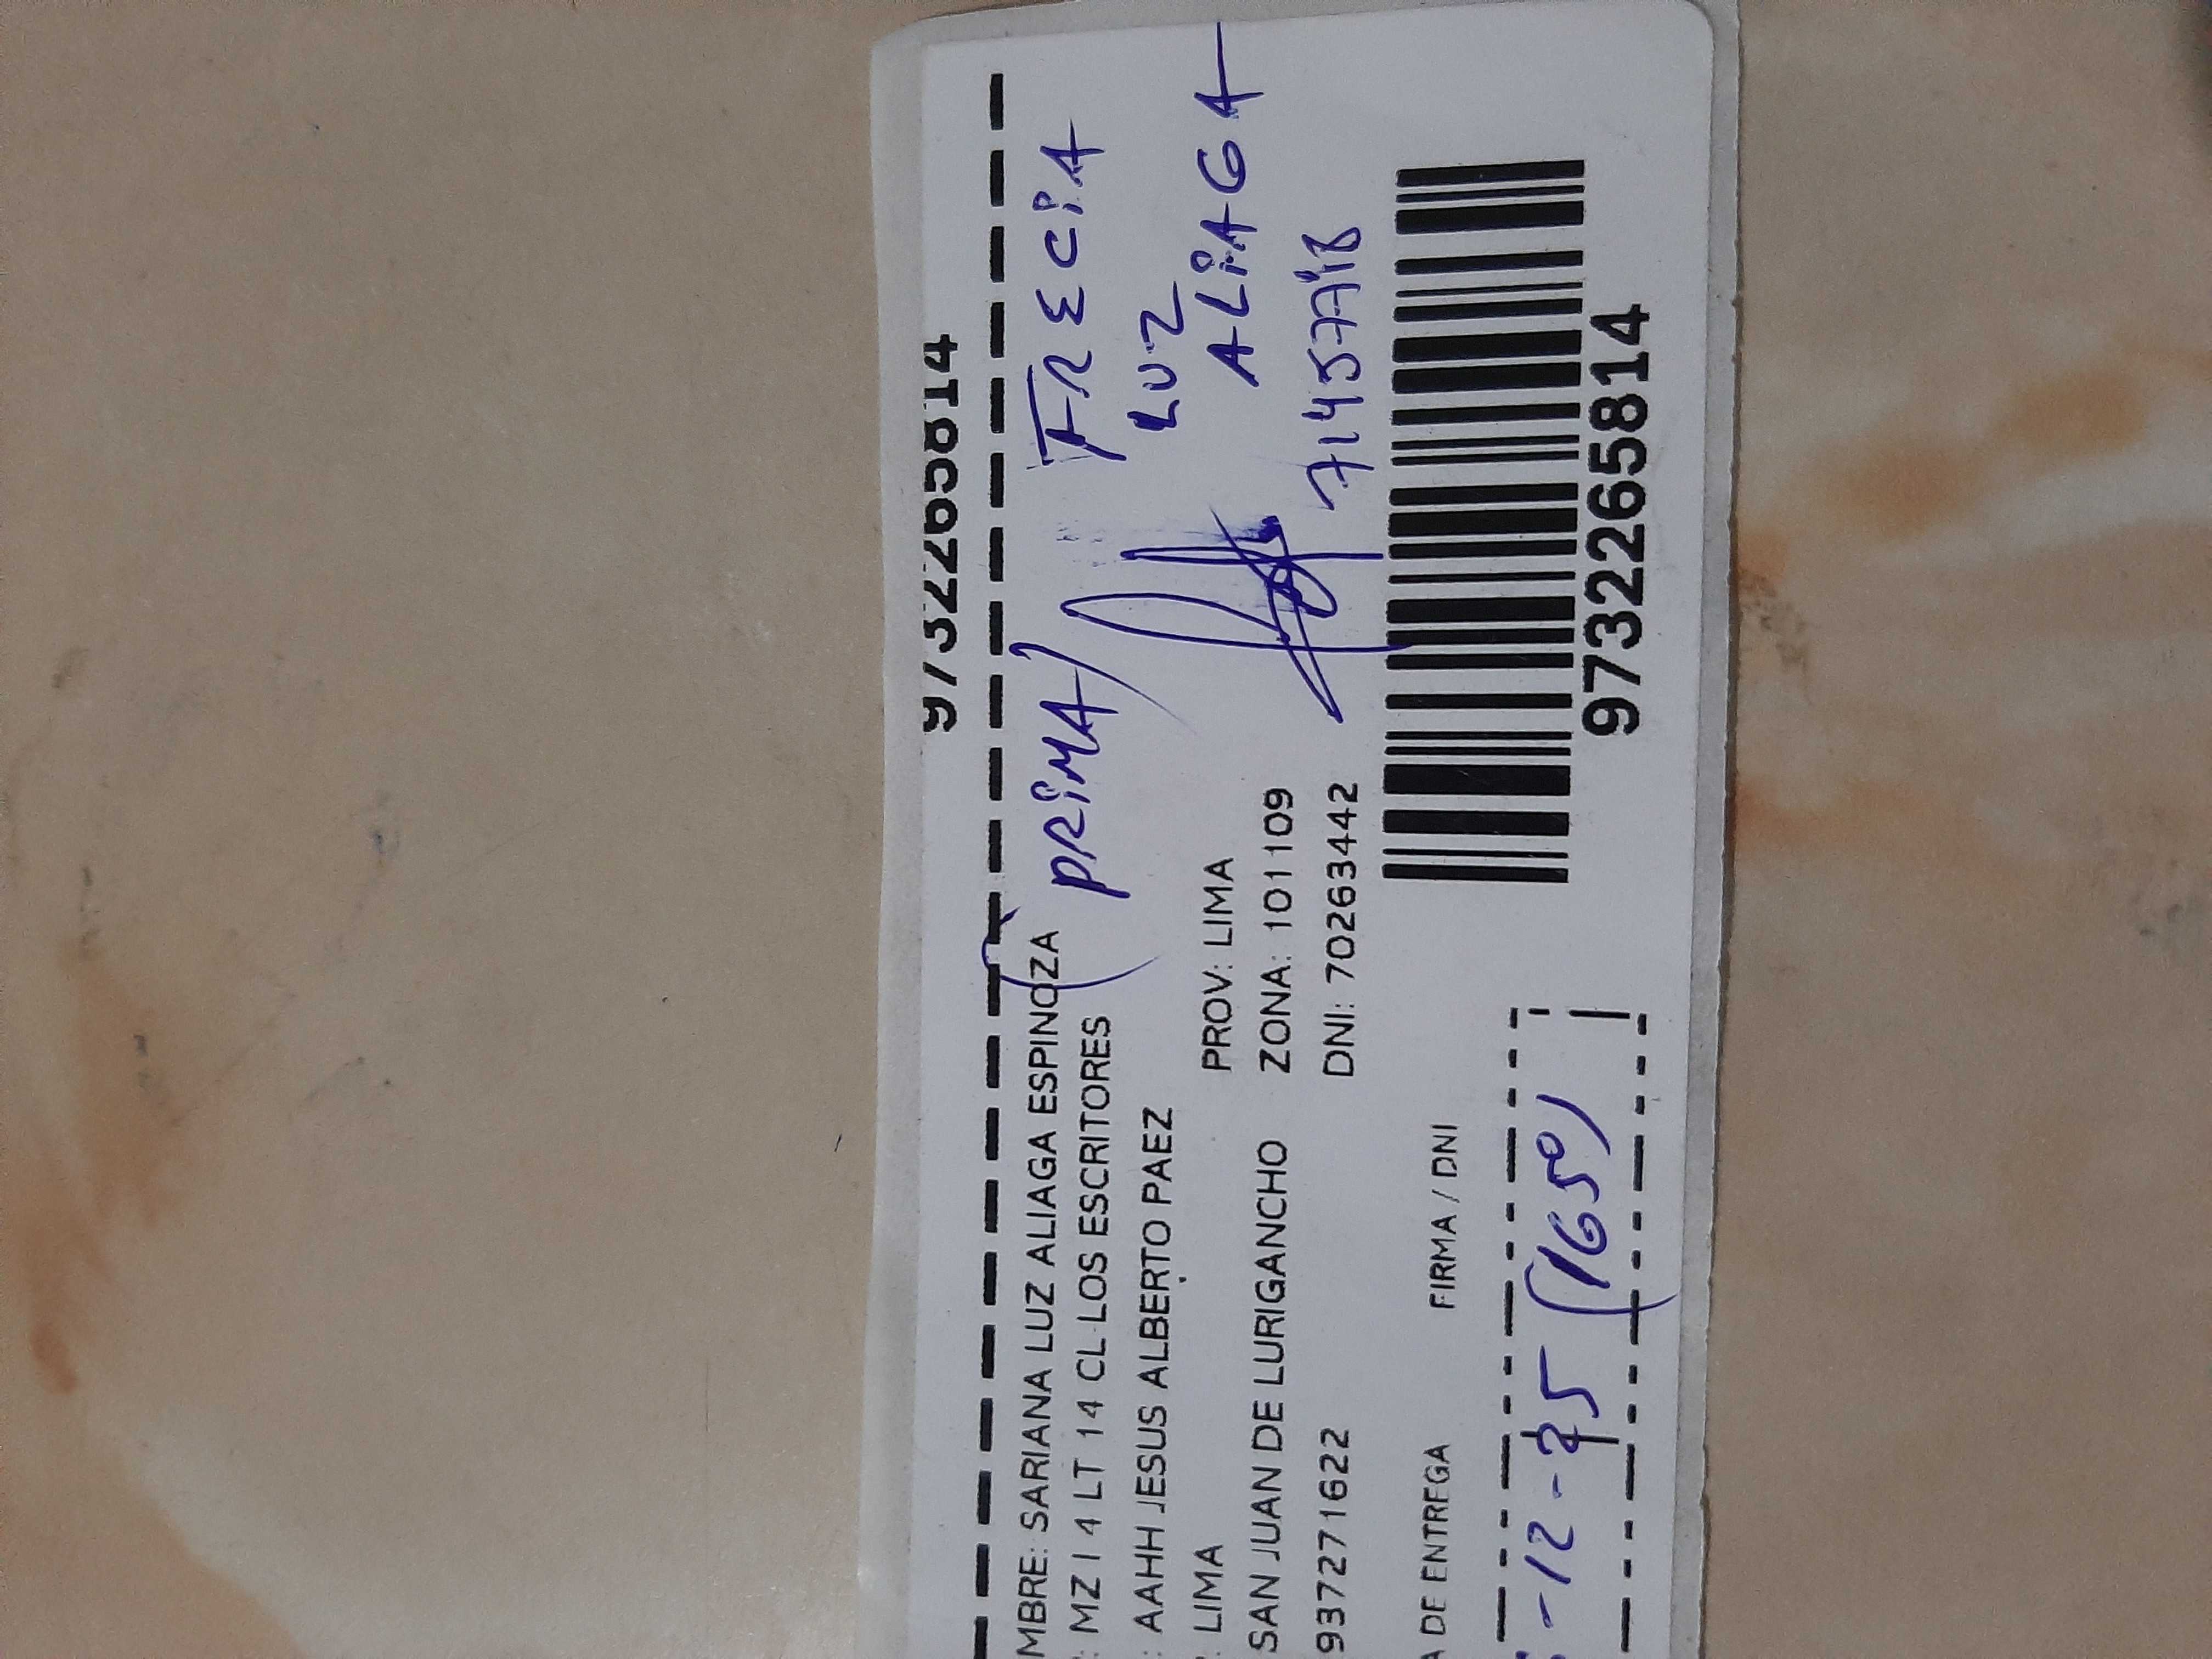 9732265814
MBRE: SARIANA LUZ ALIAGA ESPINOZA
: MZ I 4 LT 14 CL-LOS ESCRITORES
: AAHH JESUS ALBERTO PAEZ
: LIMA PROV: LIMA
SAN JUAN DE LURIGANCHO ZONA: 101109
937271622 DNI: 70263442
(PRIMA)
FRECIA
LUZ
ALIAGA
A DE ENTREGA FIRMA / DNI
-12-25 (1650)
9732265814